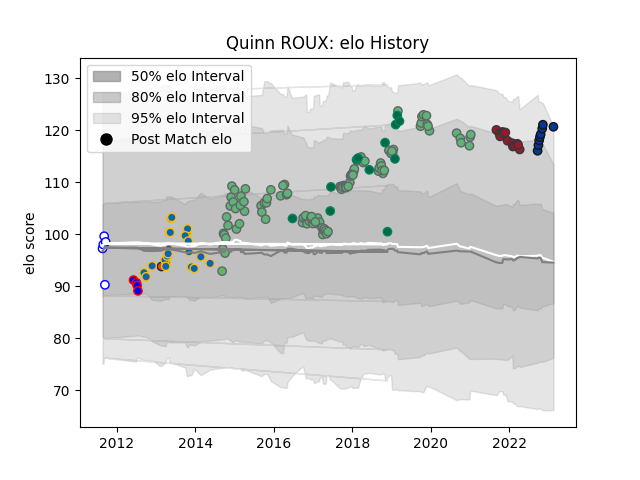 Quinn ROUX: elo History
50% elo Interval
80% elo Interval
95% elo Interval
Post Match elo
elo score
130
120
110
100
90
80
70
2012 2014 2016 2018 2020 2022